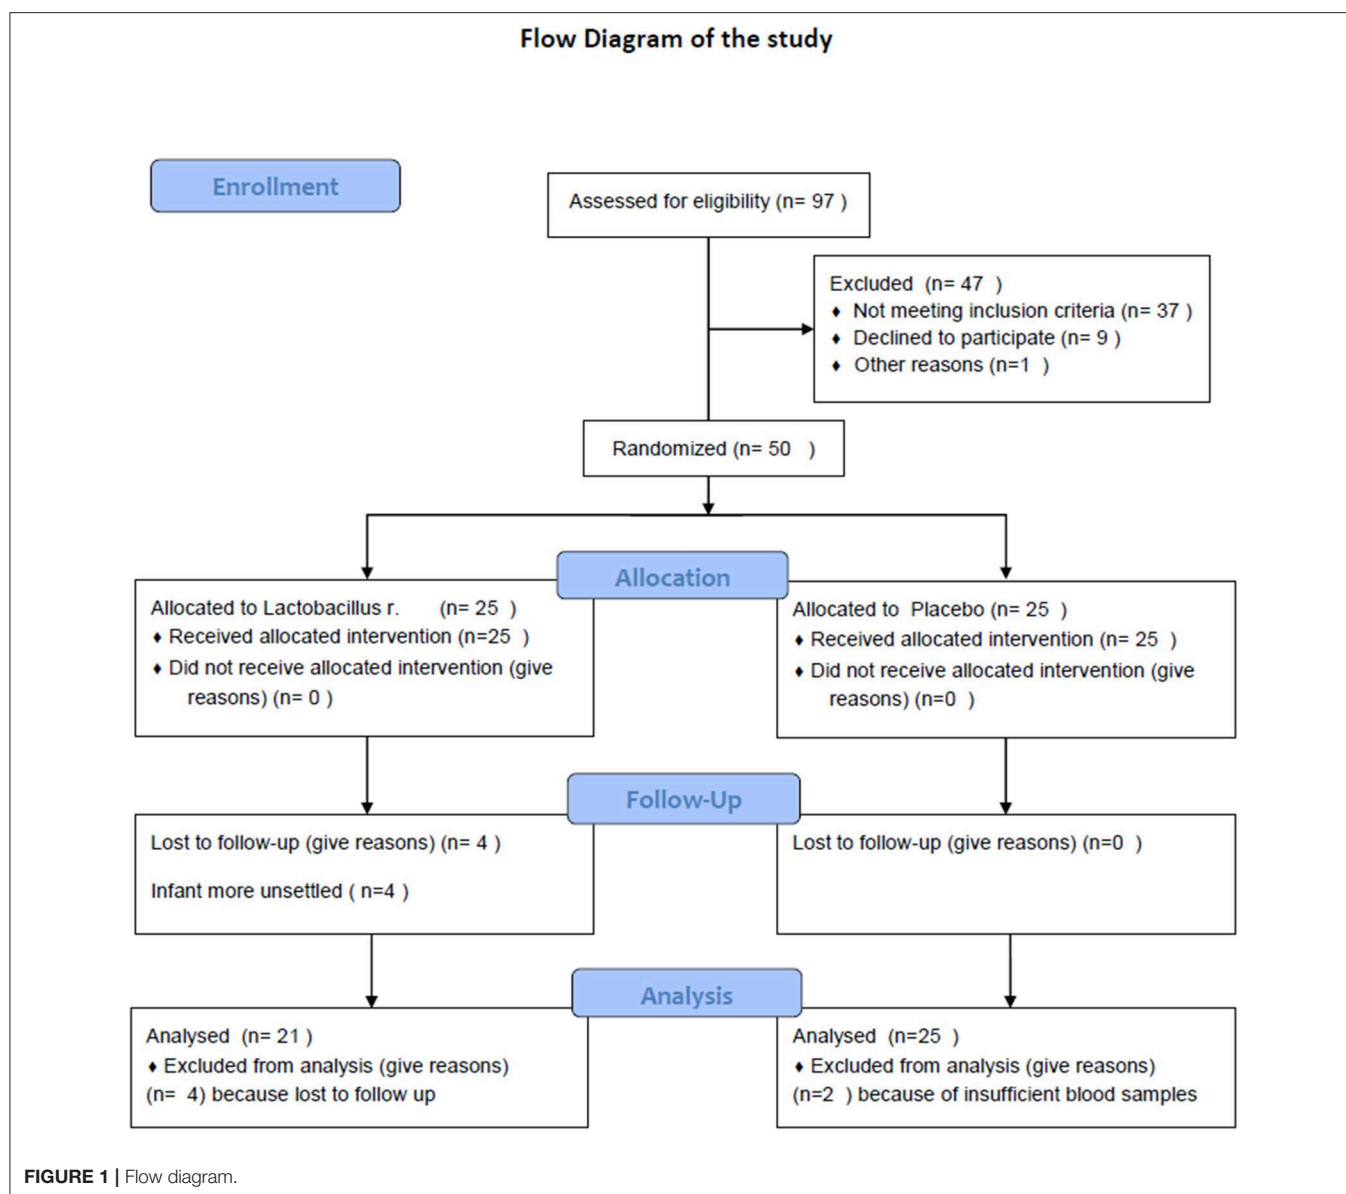 Flow Diagram of the study
Enrollment
Assessed for eligibility (n= 97 )
Excluded (n= 47 )
♦ Not meeting inclusion criteria (n= 37 )
♦ Declined to participate (n= 9 )
♦ Other reasons (n=1 )
Randomized (n= 50 )
Allocation
Allocated to Lactobacillus r. (n= 25 )
♦ Received allocated intervention (n=25 )
♦ Did not receive allocated intervention (give
reasons) (n= 0 )
Allocated to Placebo (n= 25 )
♦ Received allocated intervention (n= 25 )
♦ Did not receive allocated intervention (give
reasons) (n=0 )
Follow-Up
Lost to follow-up (give reasons) (n= 4 )
Infant more unsettled ( n=4 )
Lost to follow-up (give reasons) (n=0 )
Analysis
Analysed (n= 21 )
♦ Excluded from analysis (give reasons)
(n= 4) because lost to follow up
Analysed (n=25 )
♦ Excluded from analysis (give reasons)
(n=2 ) because of insufficient blood samples
FIGURE 1 | Flow diagram.